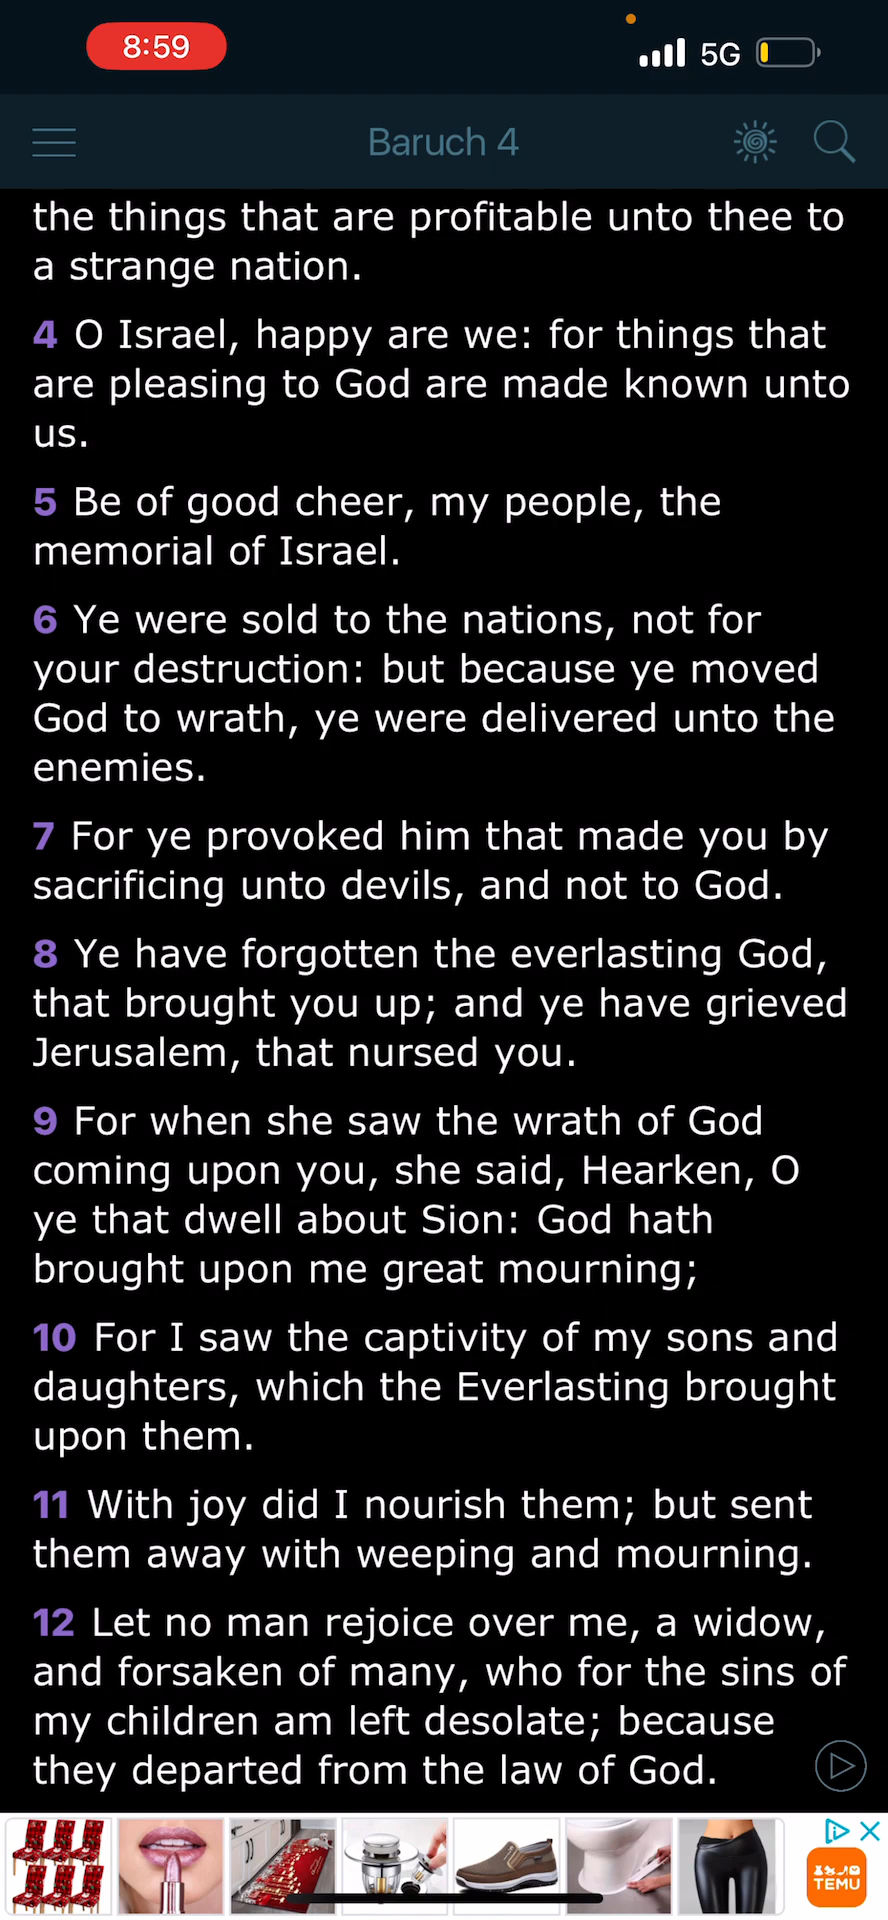 8:59
5G
Baruch 4
the things that are profitable unto thee to
a strange nation.
4 O Israel, happy are we: for things that
are pleasing to God are made known unto
us.
5 Be of good cheer, my people, the
memorial of Israel.
6 Ye were sold to the nations, not for
your destruction: but because ye moved
God to wrath, ye were delivered unto the
enemies.
7 For ye provoked him that made you by
sacrificing unto devils, and not to God.
8 Ye have forgotten the everlasting God,
that brought you up; and ye have grieved
Jerusalem, that nursed you.
9 For when she saw the wrath of God
coming upon you, she said, Hearken, O
ye that dwell about Sion: God hath
brought upon me great mourning;
10 For I saw the captivity of my sons and
daughters, which the Everlasting brought
upon them.
11 With joy did I nourish them; but sent
them away with weeping and mourning.
12 Let no man rejoice over me, a widow,
and forsaken of many, who for the sins of
my children am left desolate; because
they departed from the law of God.
TEMU